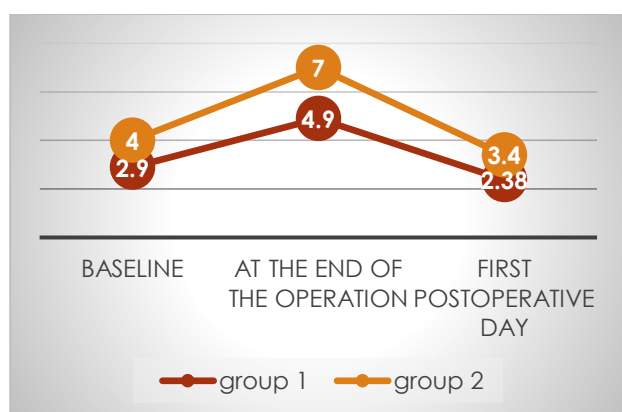 7
4.9
4
2.9
3.4
2.38
BASELINE
AT THE END OF
THE OPERATION
FIRST
POSTOPERATIVE
DAY
group 1
group 2